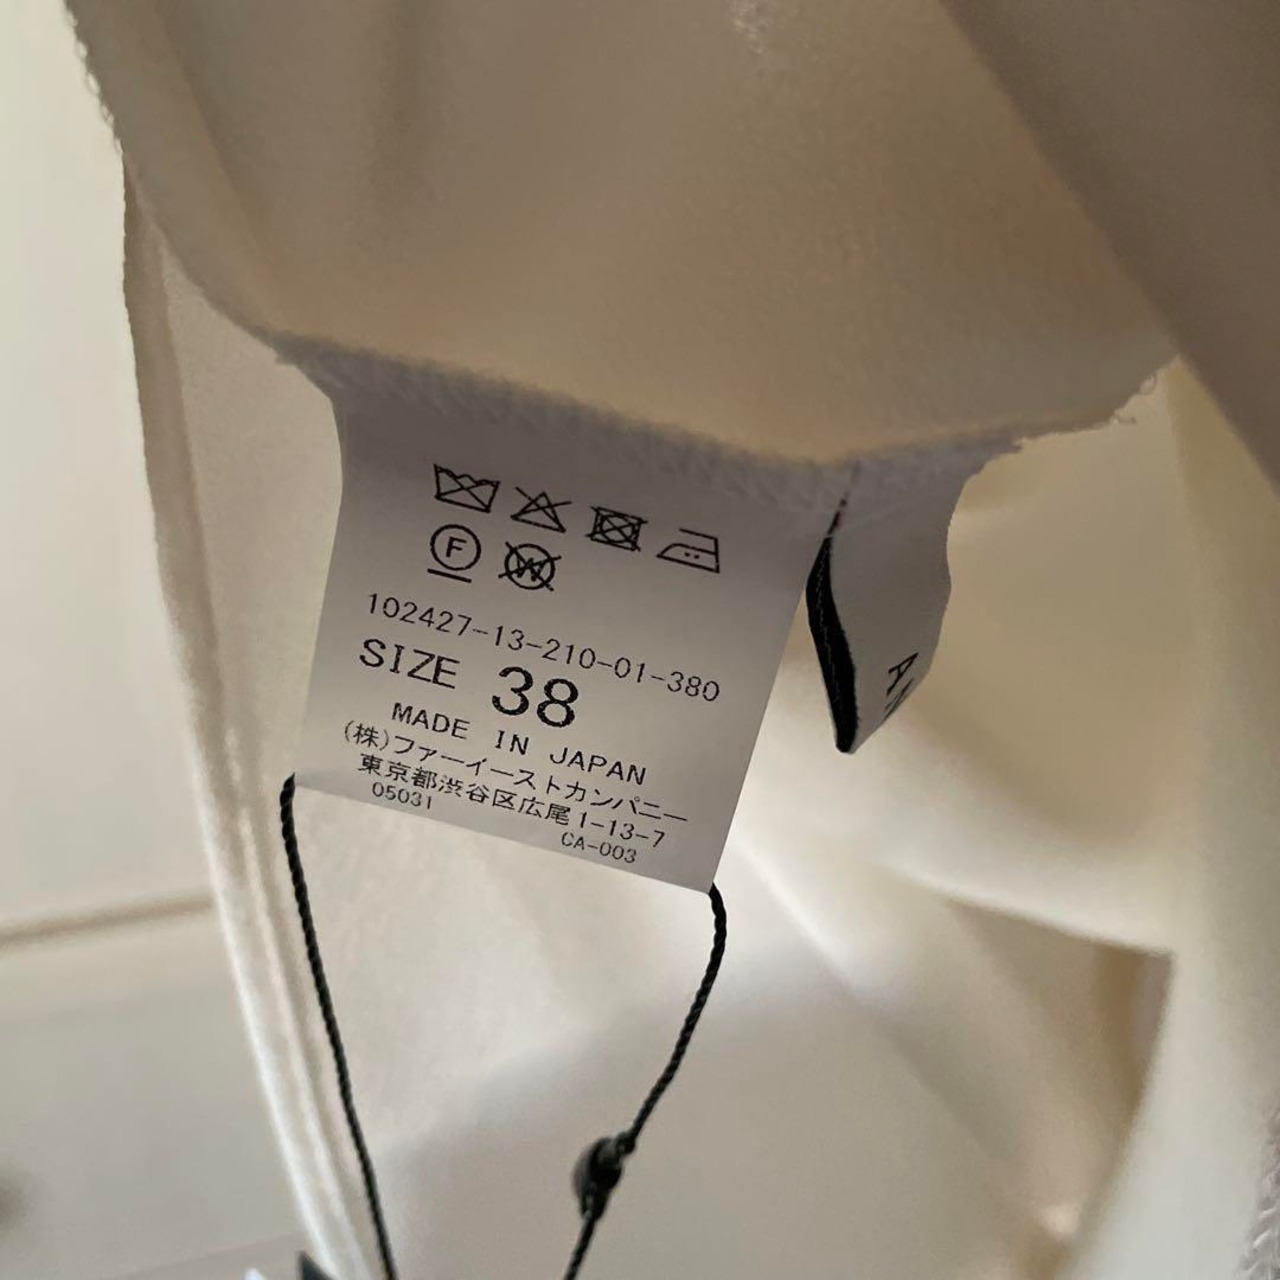 F W
102427-13-210-01-380
SIZE 38
MADE IN JAPAN
(株)ファーイーストカンパニー
東京都渋谷区広尾1-13-7
05031
CA-003